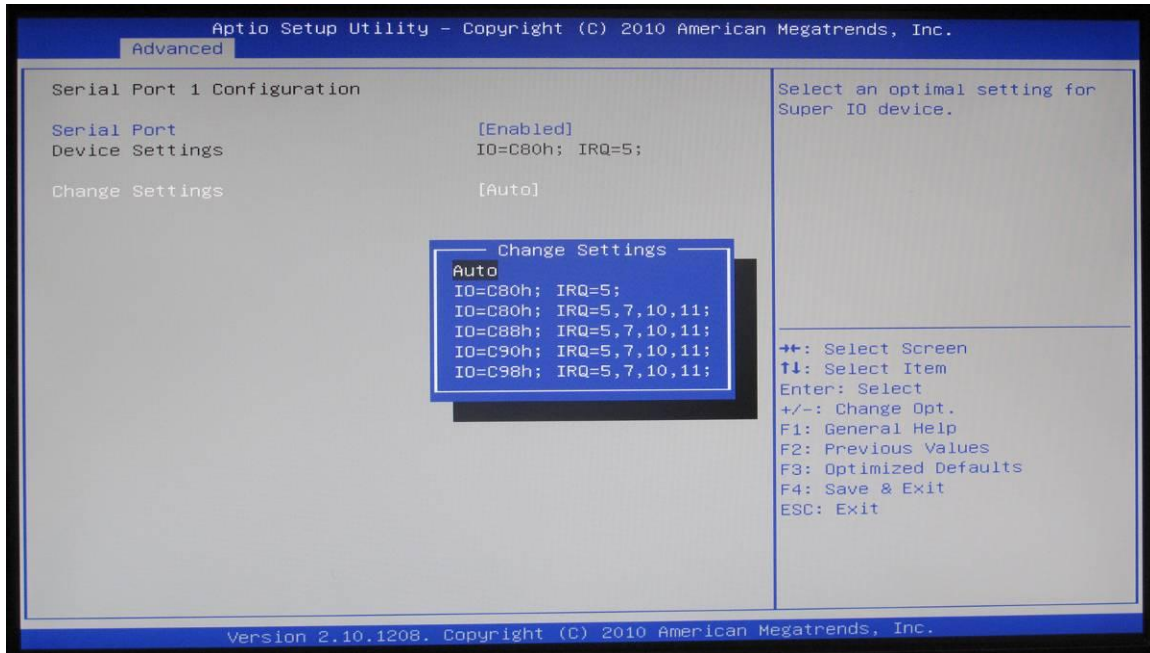 Aptio Setup Utility – Copyright (C) 2010 American Megatrends, Inc.
Advanced
Serial Port 1 Configuration
Serial Port [Enabled]
Device Settings IO=C80h; IRQ=5;
Change Settings [Auto]
Change Settings
Auto
IO=C80h; IRQ=5;
IO=C80h; IRQ=5,7,10,11;
IO=C88h; IRQ=5,7,10,11;
IO=C90h; IRQ=5,7,10,11;
IO=C98h; IRQ=5,7,10,11;
Select an optimal setting for
Super IO device.
→←: Select Screen
↑↓: Select Item
Enter: Select
+/-: Change Opt.
F1: General Help
F2: Previous Values
F3: Optimized Defaults
F4: Save & Exit
ESC: Exit
Version 2.10.1208. Copyright (C) 2010 American Megatrends, Inc.